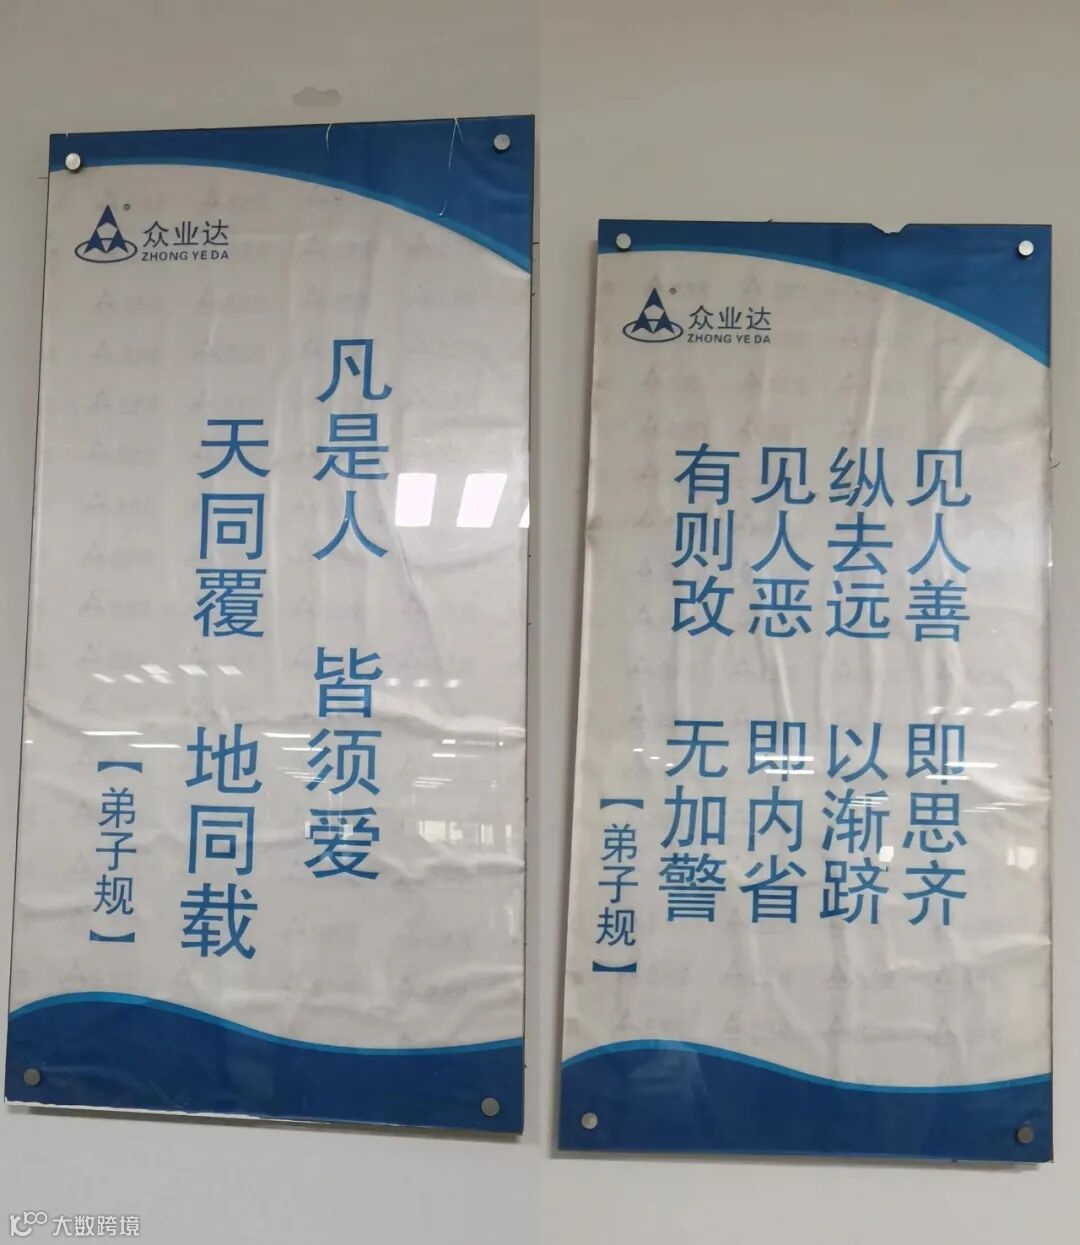 众业达
ZHONG YE DA
凡是人 皆须爱
天同覆 地同载
【弟子规】
众业达
ZHONG YE DA
见人善 即思齐
纵去远 以渐跻
见人恶 即内省
有则改 无加警
【弟子规】
大数跨境